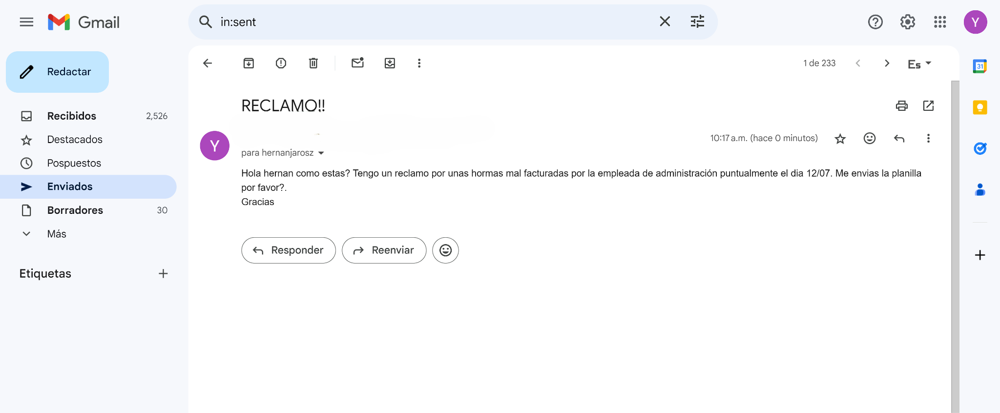 Gmail
in:sent
Y
Redactar
1 de 233
Es
31
RECLAMO!!
Recibidos 2,526
Destacados
Y
10:17 a.m. (hace 0 minutos)
para hernanjarosz
Pospuestos
Hola hernan como estas? Tengo un reclamo por unas hormas mal facturadas por la empleada de administración puntualmente el dia 12/07. Me envias la planilla
por favor?.
Gracias
Enviados
Borradores 30
Más
Responder
Reenviar
Etiquetas